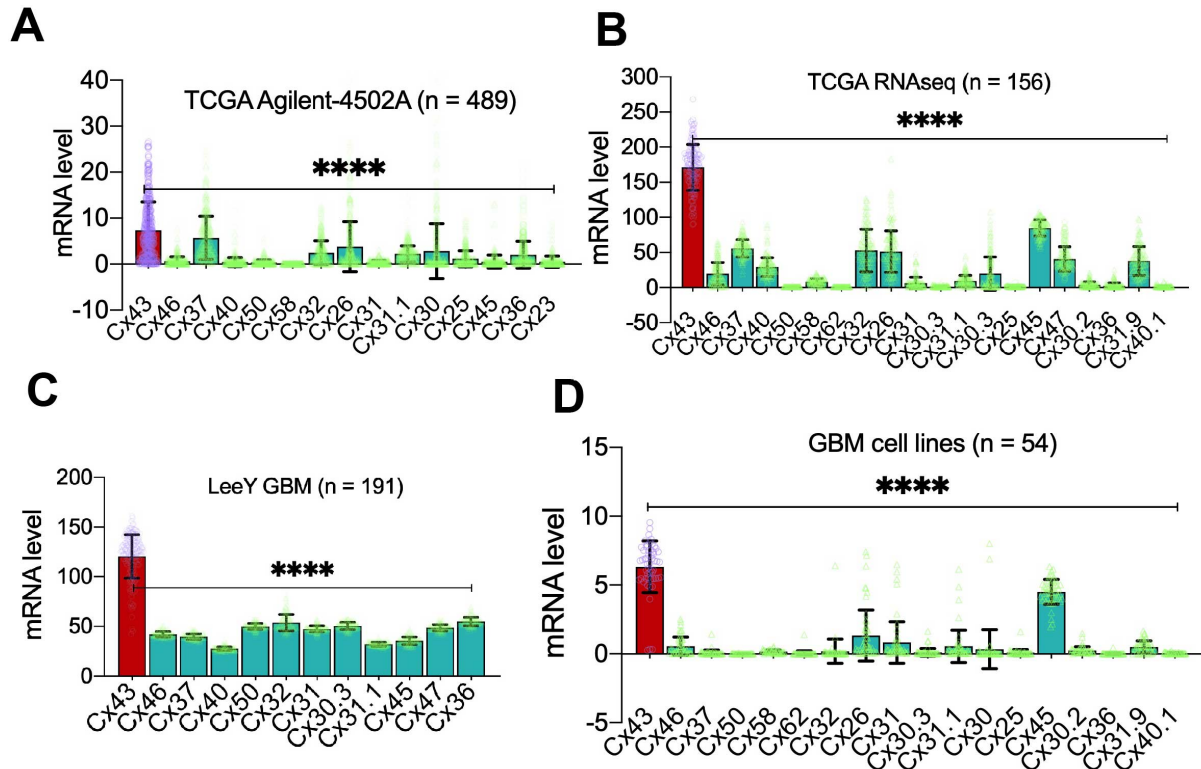 A
TCGA Agilent-4502A (n = 489)
****
mRNA level
40
30
20
10
0
-10
Cx43 Cx46 Cx37 Cx40 Cx50 Cx58 Cx32 Cx26 Cx31 Cx31.1 Cx30 Cx25 Cx45 Cx36 Cx23
B
TCGA RNAseq (n = 156)
****
mRNA level
300
250
200
150
100
50
0
-50
Cx43 Cx46 Cx37 Cx40 Cx50 Cx58 Cx62 Cx32 Cx26 Cx31 Cx30.3 Cx31.1 Cx30.3 Cx25 Cx45 Cx47 Cx30.2 Cx36 Cx31.9 Cx40.1
C
LeeY GBM (n = 191)
****
mRNA level
200
150
100
50
0
Cx43 Cx46 Cx37 Cx40 Cx50 Cx32 Cx31 Cx30.3 Cx31.1 Cx45 Cx47 Cx36
D
GBM cell lines (n = 54)
****
mRNA level
15
10
5
0
-5
Cx43 Cx46 Cx37 Cx50 Cx58 Cx62 Cx32 Cx26 Cx31 Cx30.3 Cx31.1 Cx30 Cx25 Cx45 Cx30.2 Cx36 Cx31.9 Cx40.1